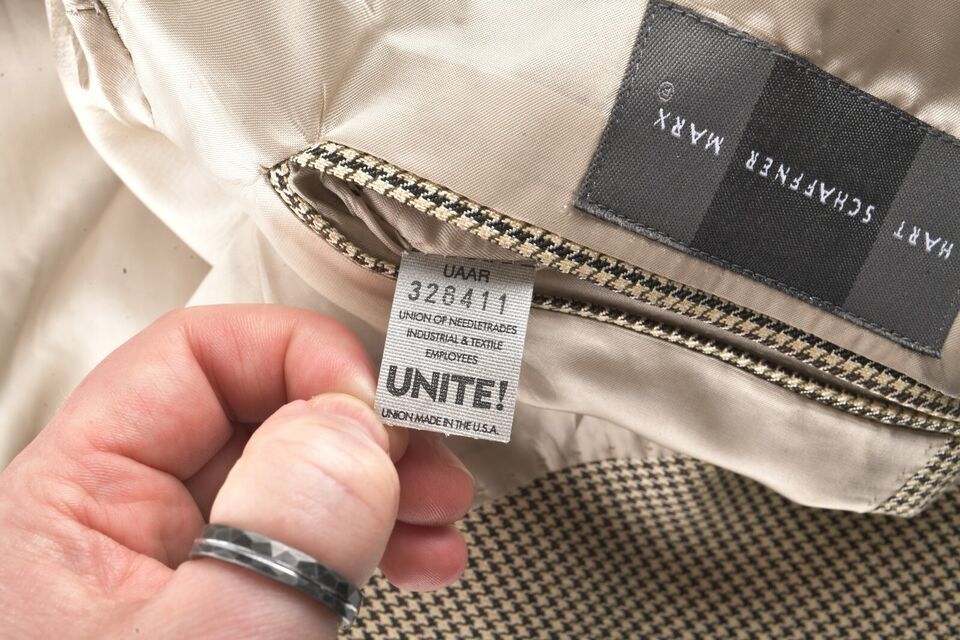 UAAR
328411
UNION OF NEEDLETRADES
INDUSTRIAL & TEXTILE
EMPLOYEES
UNITE!
UNION MADE IN THE U.S.A.
HART SCHAFFNER MARX®